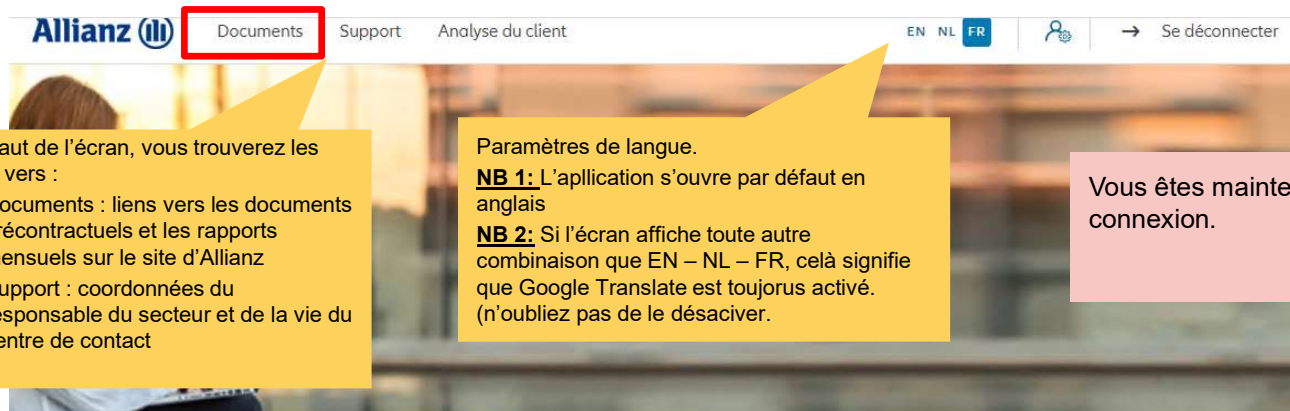 Allianz
Documents
Support
Analyse du client
EN NL FR
→ Se déconnecter
aut de l’écran, vous trouverez les
vers :
ocuments : liens vers les documents
récontractuels et les rapports
ensuels sur le site d’Allianz
upport : coordonnées du
esponsable du secteur et de la vie du
entre de contact
Paramètres de langue.
NB 1: L’apllication s’ouvre par défaut en
anglais
NB 2: Si l’écran affiche toute autre
combinaison que EN – NL – FR, celà signifie
que Google Translate est toujorus activé.
(n’oubliez pas de le désaciver.
Vous êtes mainte
connexion.